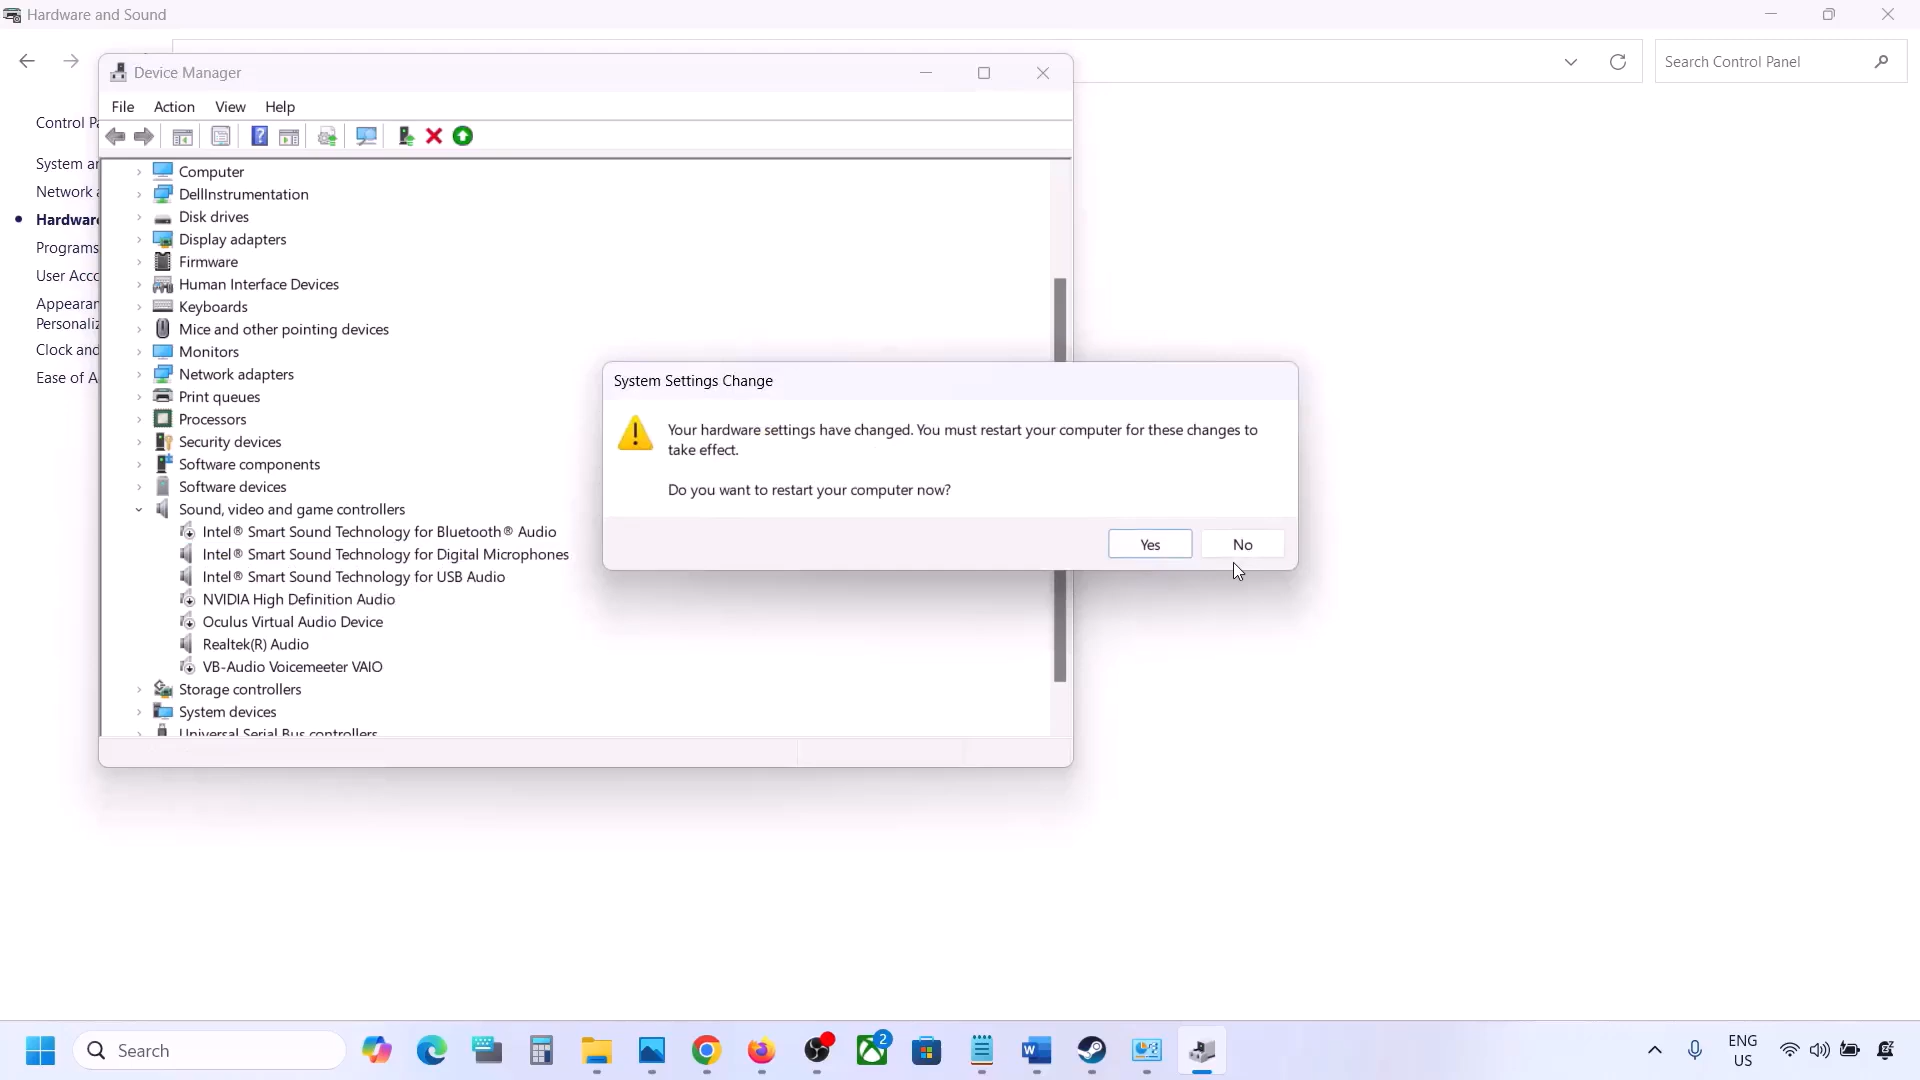 Hardware and Sound
Search Control Panel
Control Pa
System an
Network a
Hardware
Programs
User Acco
Appearan
Personaliz
Clock and
Ease of A
Device Manager
File Action View Help
Computer
DellInstrumentation
Disk drives
Display adapters
Firmware
Human Interface Devices
Keyboards
Mice and other pointing devices
Monitors
Network adapters
Print queues
Processors
Security devices
Software components
Software devices
Sound, video and game controllers
Intel® Smart Sound Technology for Bluetooth® Audio
Intel® Smart Sound Technology for Digital Microphones
Intel® Smart Sound Technology for USB Audio
NVIDIA High Definition Audio
Oculus Virtual Audio Device
Realtek(R) Audio
VB-Audio Voicemeeter VAIO
Storage controllers
System devices
Universal Serial Bus controllers
System Settings Change
Your hardware settings have changed. You must restart your computer for these changes to
take effect.
Do you want to restart your computer now?
Yes
No
Search
2
ENG
US